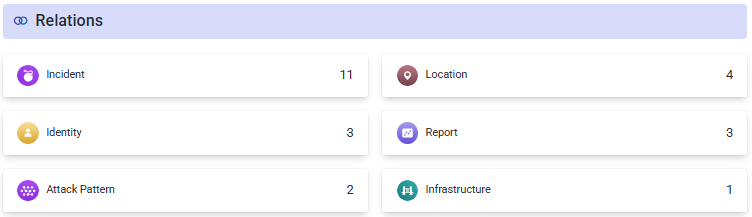 Relations
Incident 11
Location 4
Identity 3
Report 3
Attack Pattern 2
Infrastructure 1